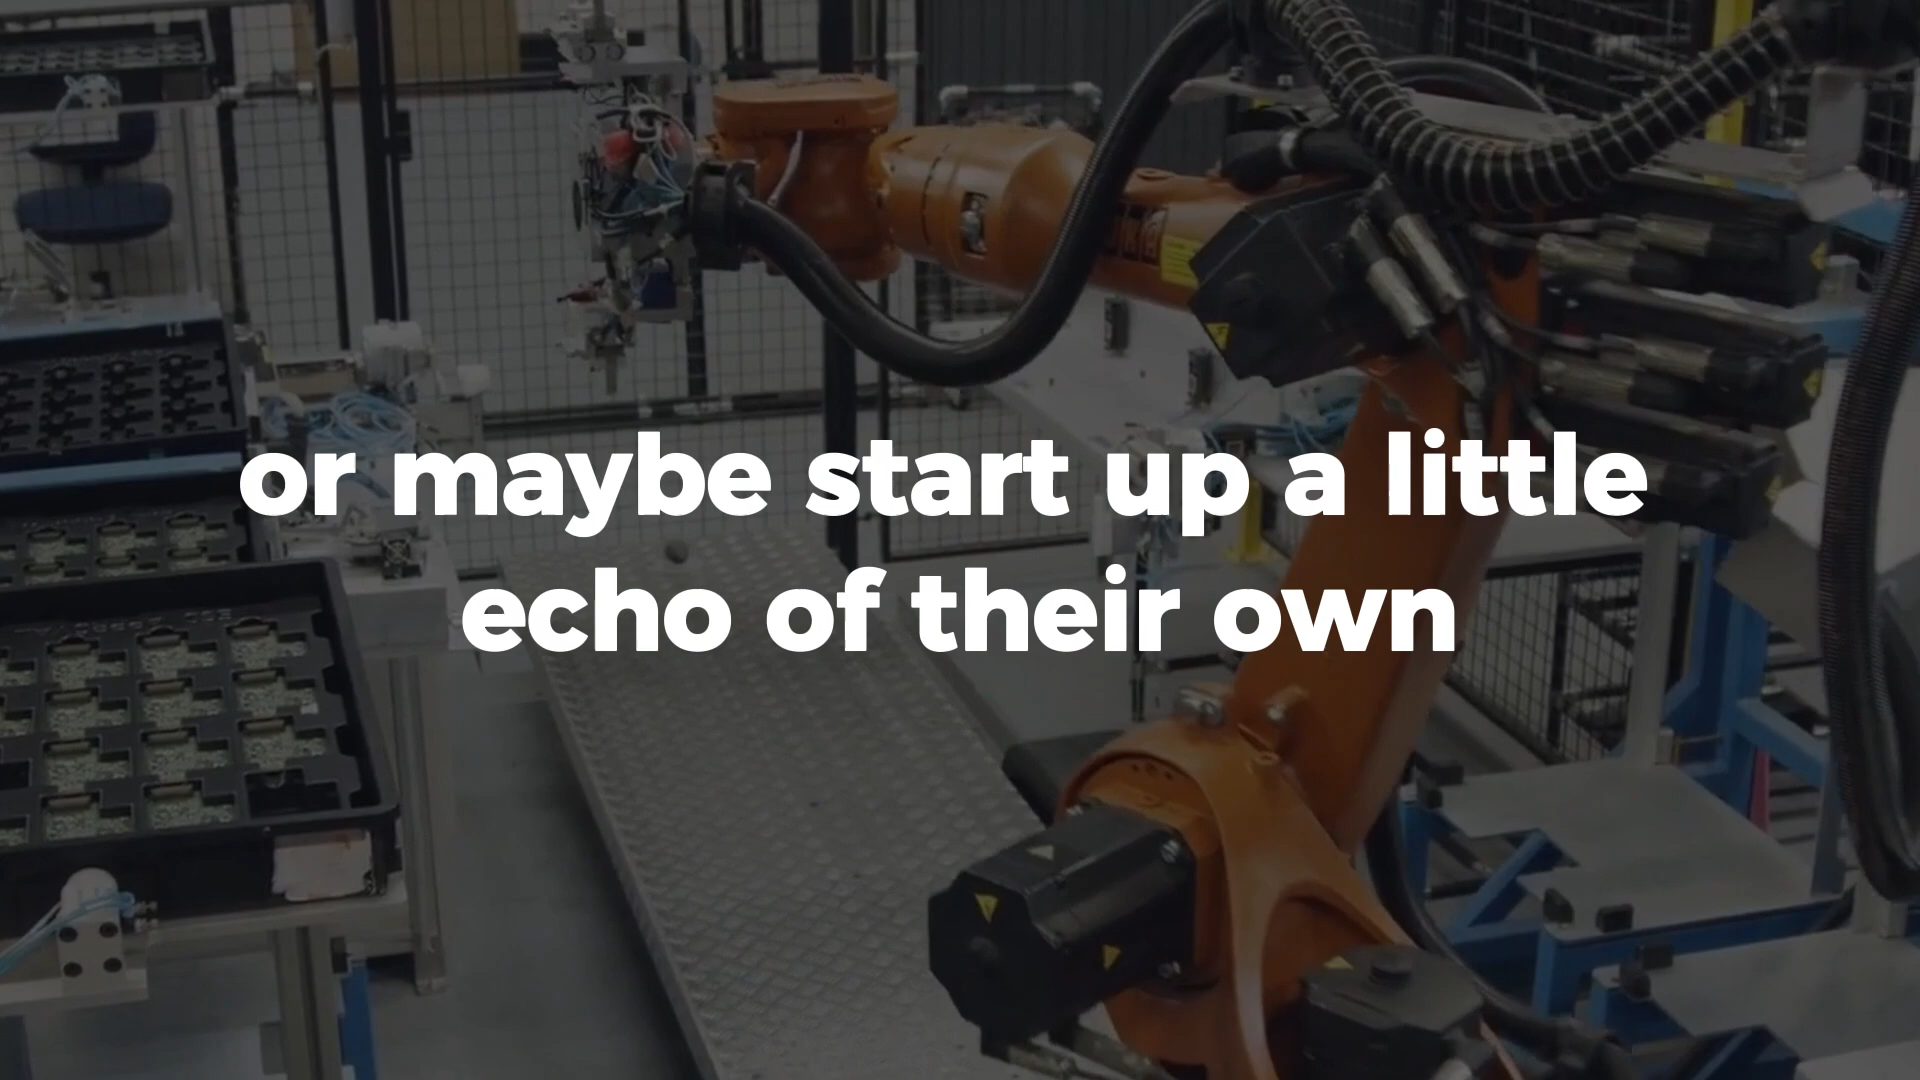 or maybe start up a little
echo of their own